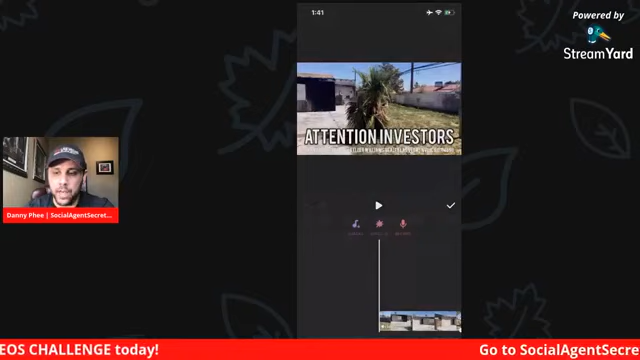 1:41
Powered by
StreamYard
ATTENTION INVESTORS
Danny Phee | SocialAgentSecret...
EOS CHALLENGE today!
Go to SocialAgentSecre